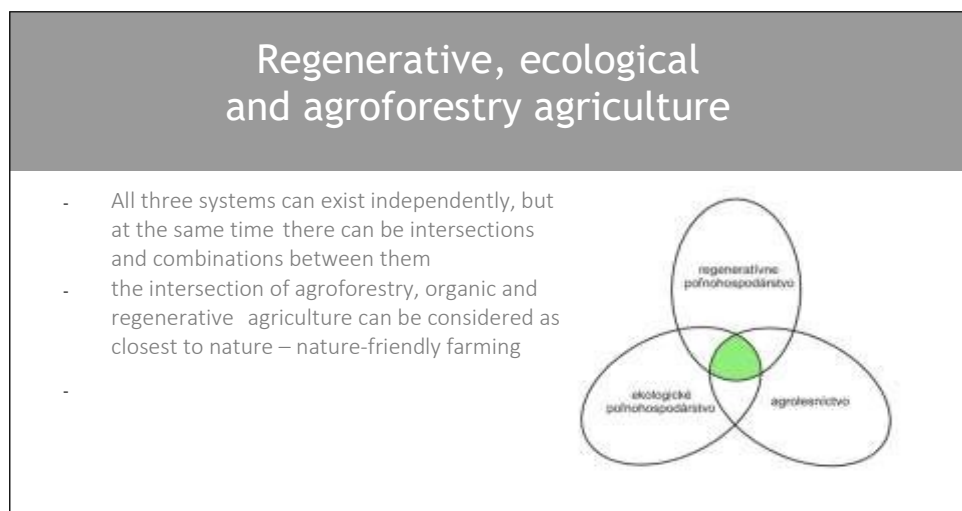 Regenerative, ecological
and agroforestry agriculture
- All three systems can exist independently, but
at the same time there can be intersections
and combinations between them
- the intersection of agroforestry, organic and
regenerative agriculture can be considered as
closest to nature – nature-friendly farming
-
regeneratívne
poľnohospodárstvo
ekologické
poľnohospodárstvo
agrolesníctvo